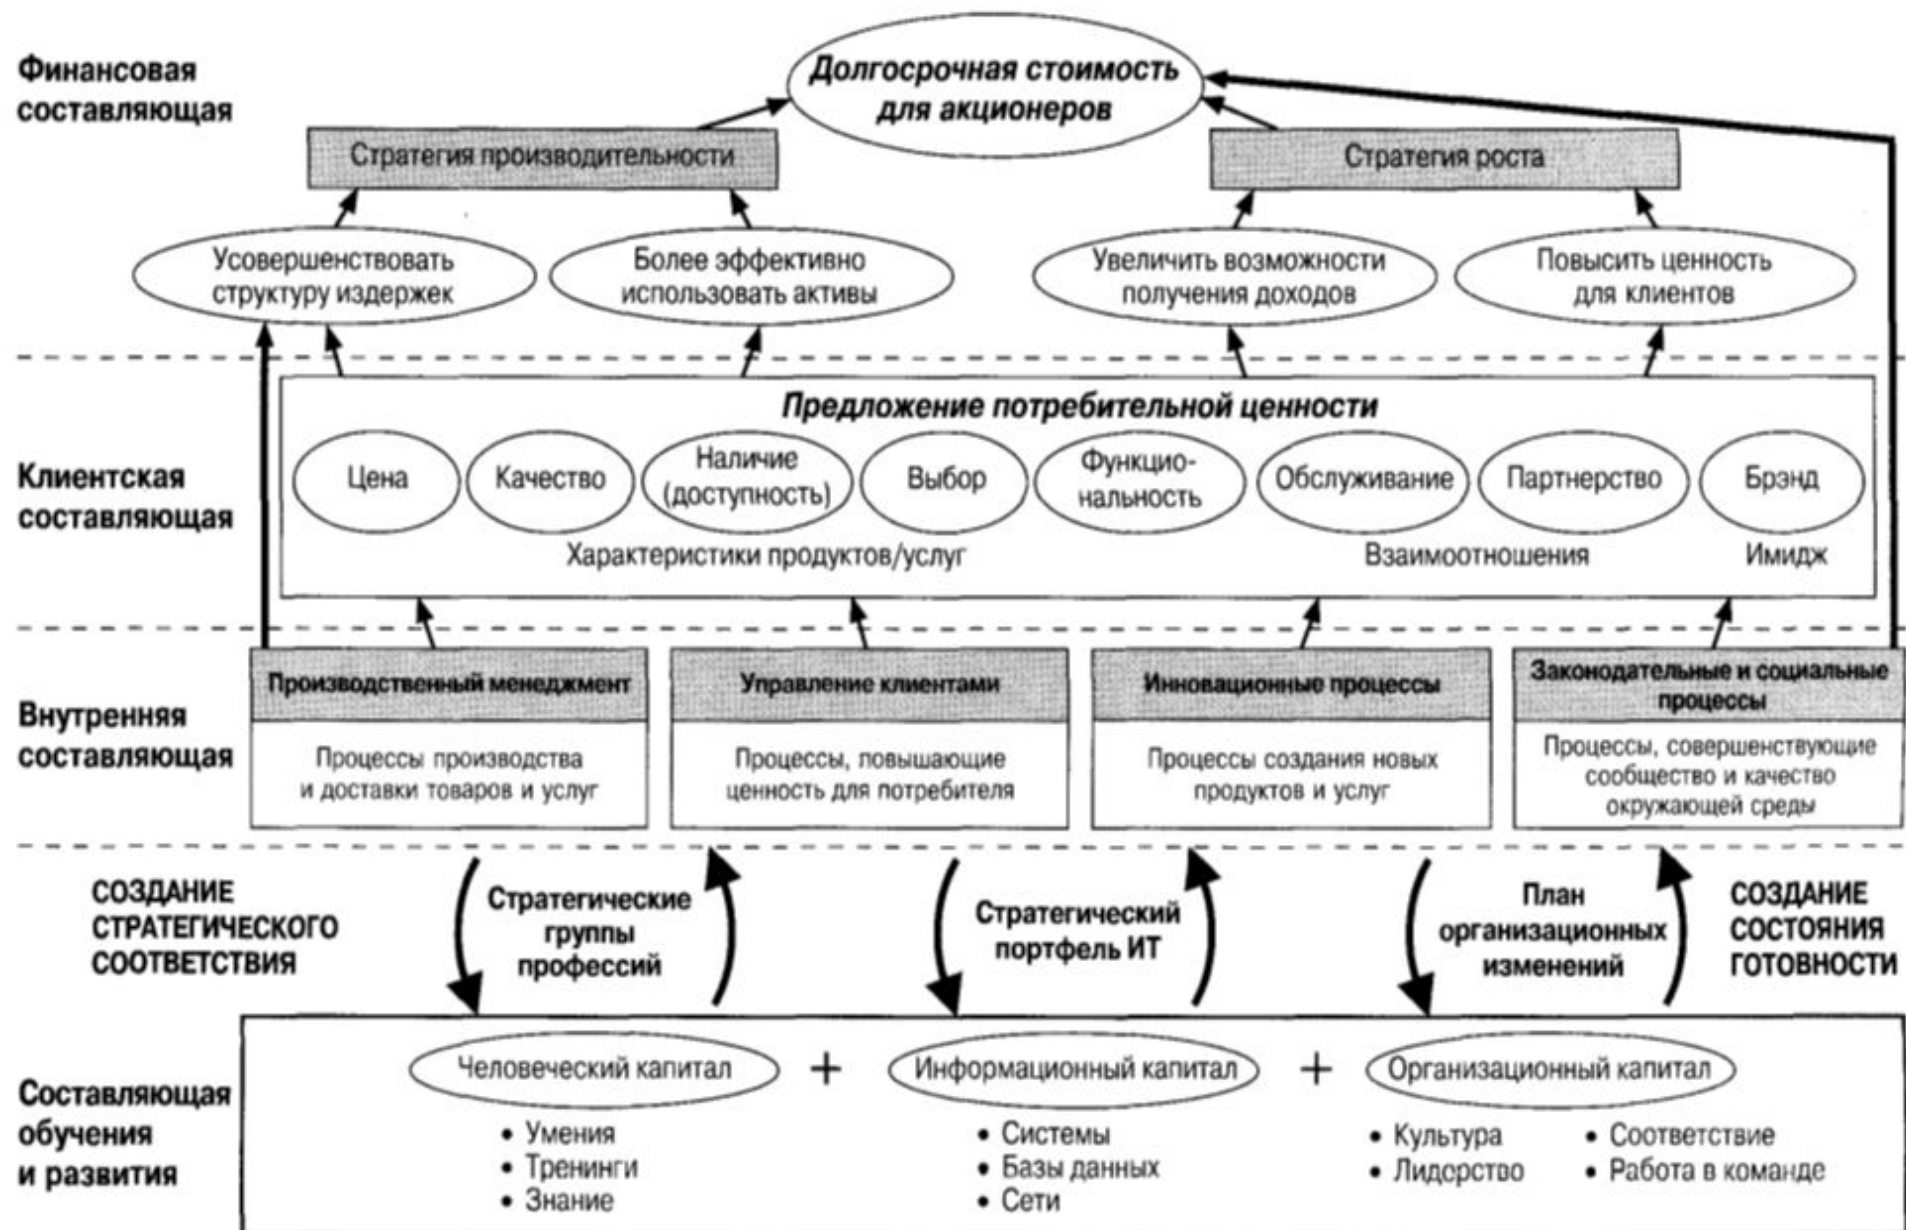 Финансовая
составляющая
Долгосрочная стоимость
для акционеров
Стратегия производительности
Стратегия роста
Усовершенствовать
структуру издержек
Более эффективно
использовать активы
Увеличить возможности
получения доходов
Повысить ценность
для клиентов
Клиентская
составляющая
Предложение потребительной ценности
Цена
Качество
Наличие
(доступность)
Выбор
Функцио-
нальность
Обслуживание
Партнерство
Брэнд
Характеристики продуктов/услуг
Взаимоотношения
Имидж
Внутренняя
составляющая
Производственный менеджмент
Процессы производства
и доставки товаров и услуг
Управление клиентами
Процессы, повышающие
ценность для потребителя
Инновационные процессы
Процессы создания новых
продуктов и услуг
Законодательные и социальные
процессы
Процессы, совершенствующие
сообщество и качество
окружающей среды
СОЗДАНИЕ
СТРАТЕГИЧЕСКОГО
СООТВЕТСТВИЯ
Стратегические
группы
профессий
Стратегический
портфель ИТ
План
организационных
изменений
СОЗДАНИЕ
СОСТОЯНИЯ
ГОТОВНОСТИ
Составляющая
обучения
и развития
Человеческий капитал
+
Информационный капитал
+
Организационный капитал
• Умения
• Тренинги
• Знание
• Системы
• Базы данных
• Сети
• Культура
• Лидерство
• Соответствие
• Работа в команде